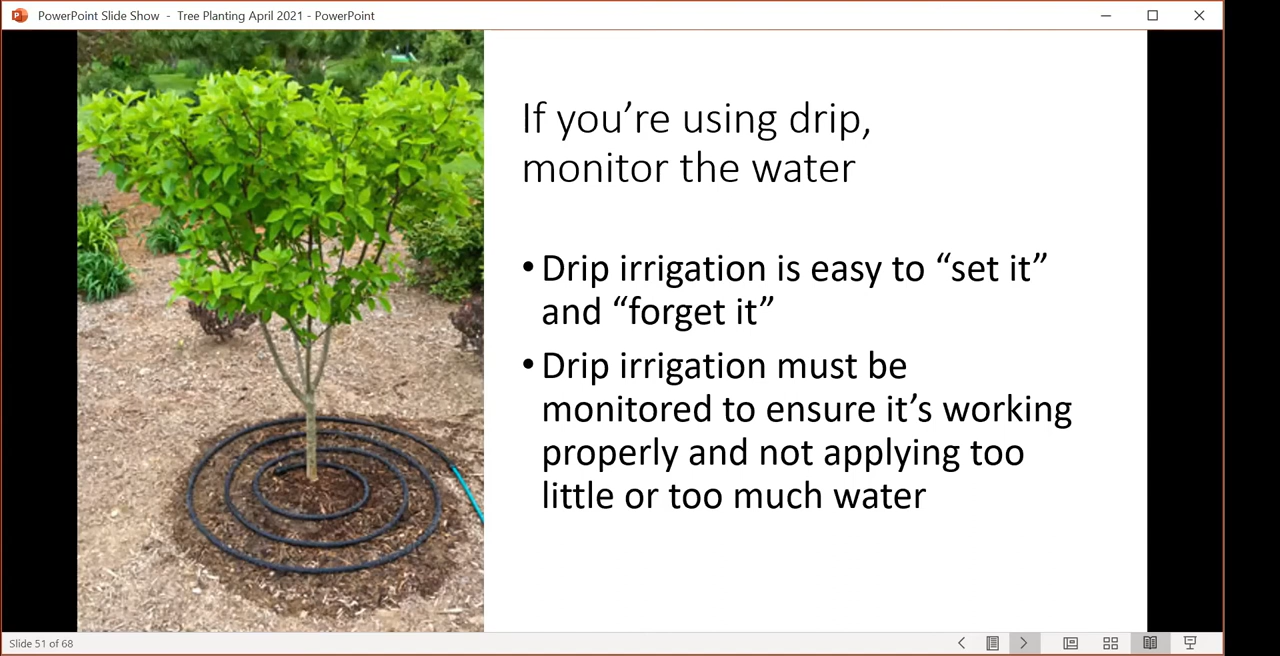 PowerPoint Slide Show - Tree Planting April 2021 - PowerPoint
If you’re using drip,
monitor the water
• Drip irrigation is easy to “set it”
and “forget it”
• Drip irrigation must be
monitored to ensure it’s working
properly and not applying too
little or too much water
Slide 51 of 68